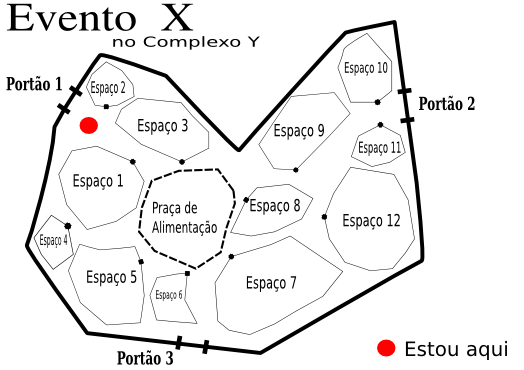 Evento X
no Complexo Y
Portão 1
Espaço 2
Espaço 10
Portão 2
Espaço 3
Espaço 9
Espaço 11
Espaço 1
Praça de
Alimentação
Espaço 8
Espaço 12
Espaço 4
Espaço 5
Espaço 6
Espaço 7
Portão 3
Estou aqui